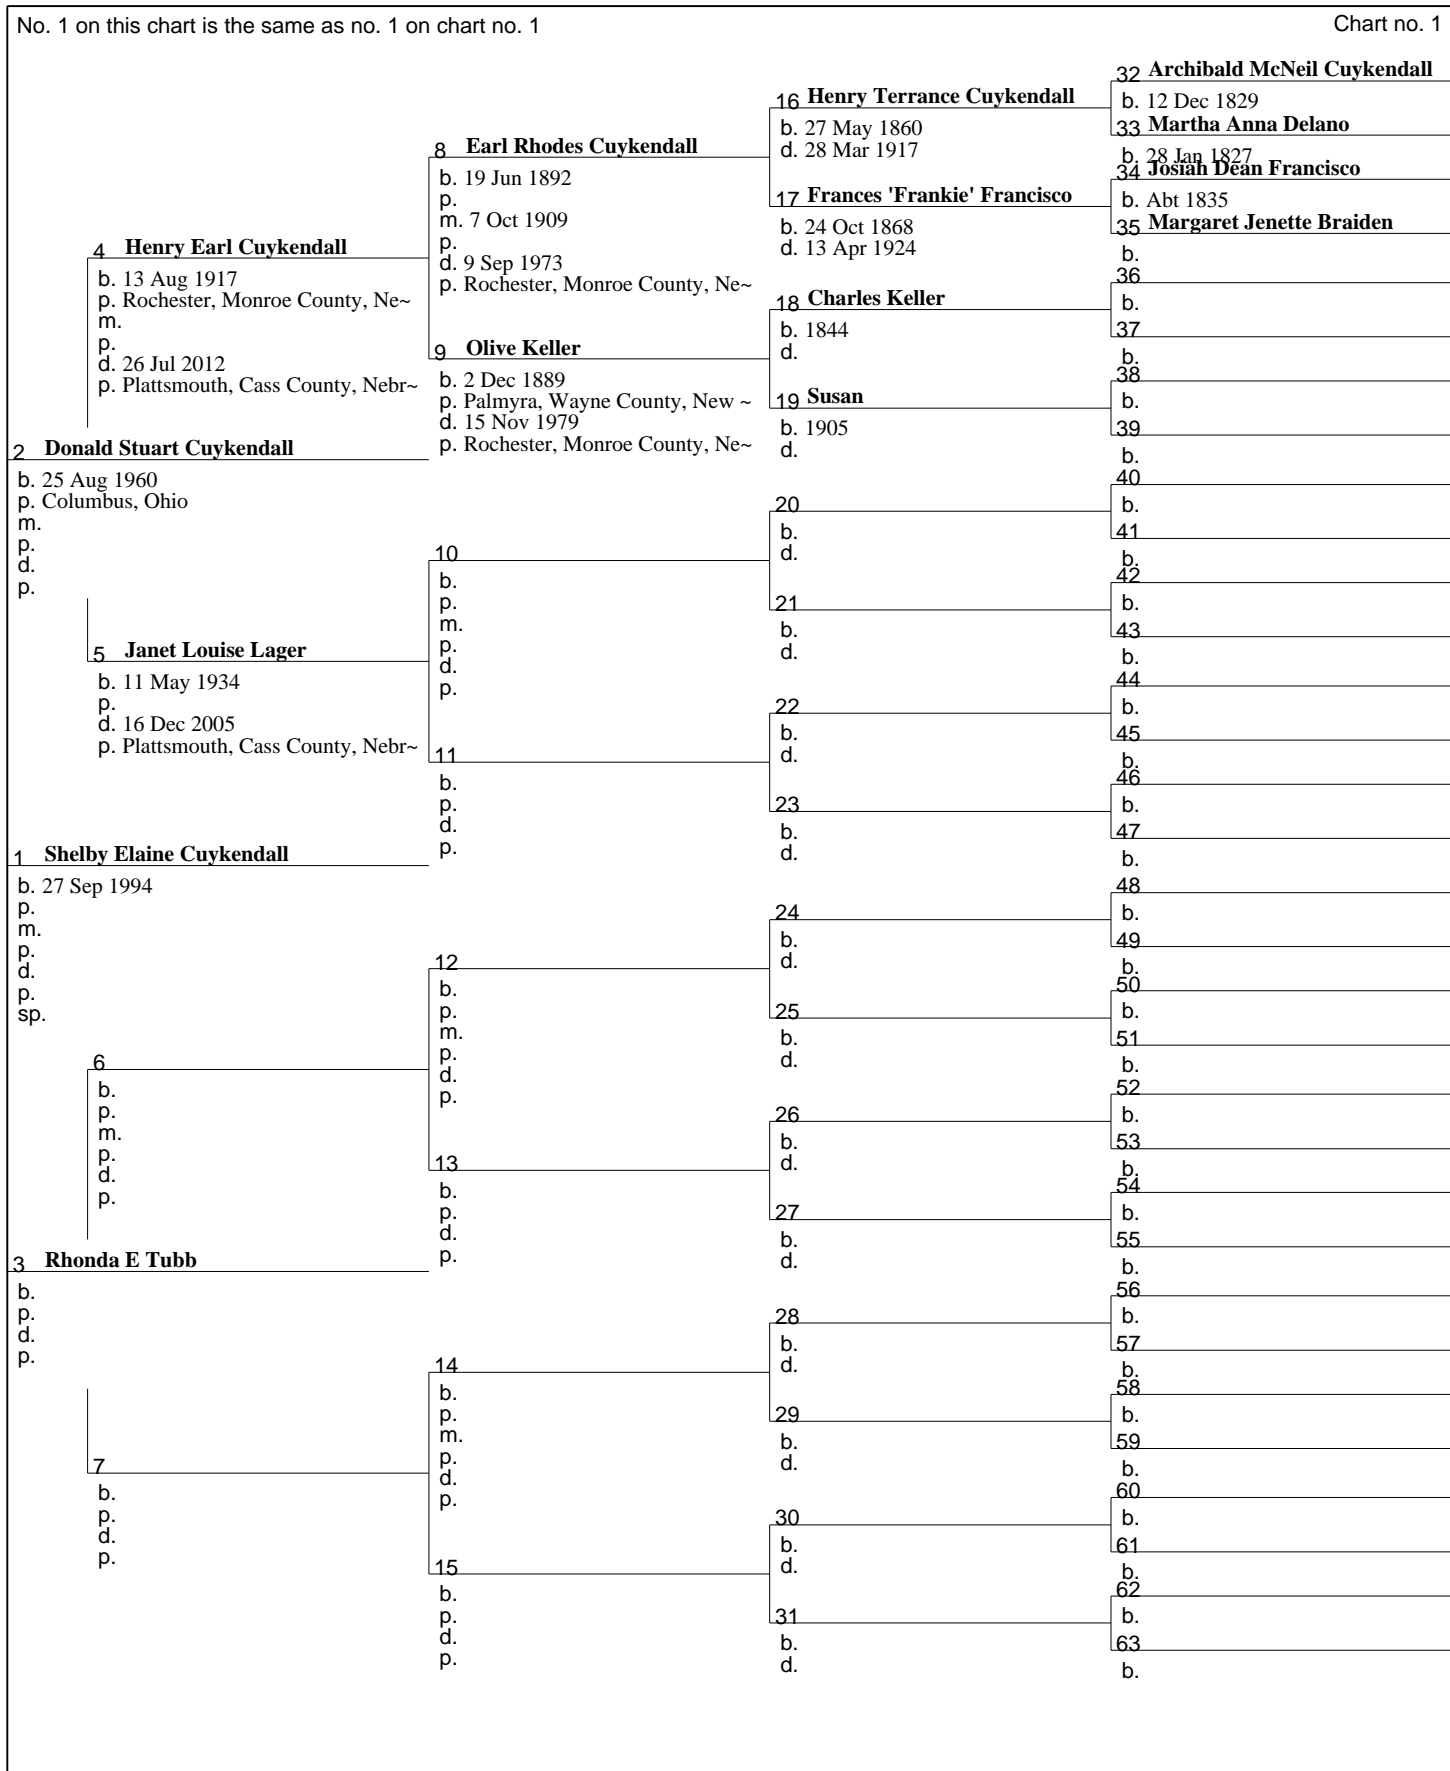 No. 1 on this chart is the same as no. 1 on chart no. 1
Chart no. 1
2 Donald Stuart Cuykendall
b. 25 Aug 1960
p. Columbus, Ohio
m.
p.
d.
p.
1 Shelby Elaine Cuykendall
b. 27 Sep 1994
p.
m.
p.
d.
p.
sp.
3 Rhonda E Tubb
b.
p.
d.
p.
4 Henry Earl Cuykendall
b. 13 Aug 1917
p. Rochester, Monroe County, Ne~
m.
p.
d. 26 Jul 2012
p. Plattsmouth, Cass County, Nebr~
5 Janet Louise Lager
b. 11 May 1934
p.
d. 16 Dec 2005
p. Plattsmouth, Cass County, Nebr~
6
b.
p.
m.
p.
d.
p.
7
b.
p.
d.
p.
8 Earl Rhodes Cuykendall
b. 19 Jun 1892
p.
m. 7 Oct 1909
p.
d. 9 Sep 1973
p. Rochester, Monroe County, Ne~
9 Olive Keller
b. 2 Dec 1889
p. Palmyra, Wayne County, New ~
d. 15 Nov 1979
p. Rochester, Monroe County, Ne~
10
b.
p.
m.
p.
d.
p.
11
b.
p.
d.
p.
12
b.
p.
m.
p.
d.
p.
13
b.
p.
d.
p.
14
b.
p.
m.
p.
d.
p.
15
b.
p.
d.
p.
16 Henry Terrance Cuykendall
b. 27 May 1860
d. 28 Mar 1917
17 Frances 'Frankie' Francisco
b. 24 Oct 1868
d. 13 Apr 1924
18 Charles Keller
b. 1844
d.
19 Susan
b. 1905
d.
20
b.
d.
21
b.
d.
22
b.
d.
23
b.
d.
24
b.
d.
25
b.
d.
26
b.
d.
27
b.
d.
28
b.
d.
29
b.
d.
30
b.
d.
31
b.
d.
32 Archibald McNeil Cuykendall
b. 12 Dec 1829
33 Martha Anna Delano
b. 28 Jan 1827
34 Josiah Dean Francisco
b. Abt 1835
35 Margaret Jenette Braiden
b.
36
b.
37
b.
38
b.
39
b.
40
b.
41
b.
42
b.
43
b.
44
b.
45
b.
46
b.
47
b.
48
b.
49
b.
50
b.
51
b.
52
b.
53
b.
54
b.
55
b.
56
b.
57
b.
58
b.
59
b.
60
b.
61
b.
62
b.
63
b.